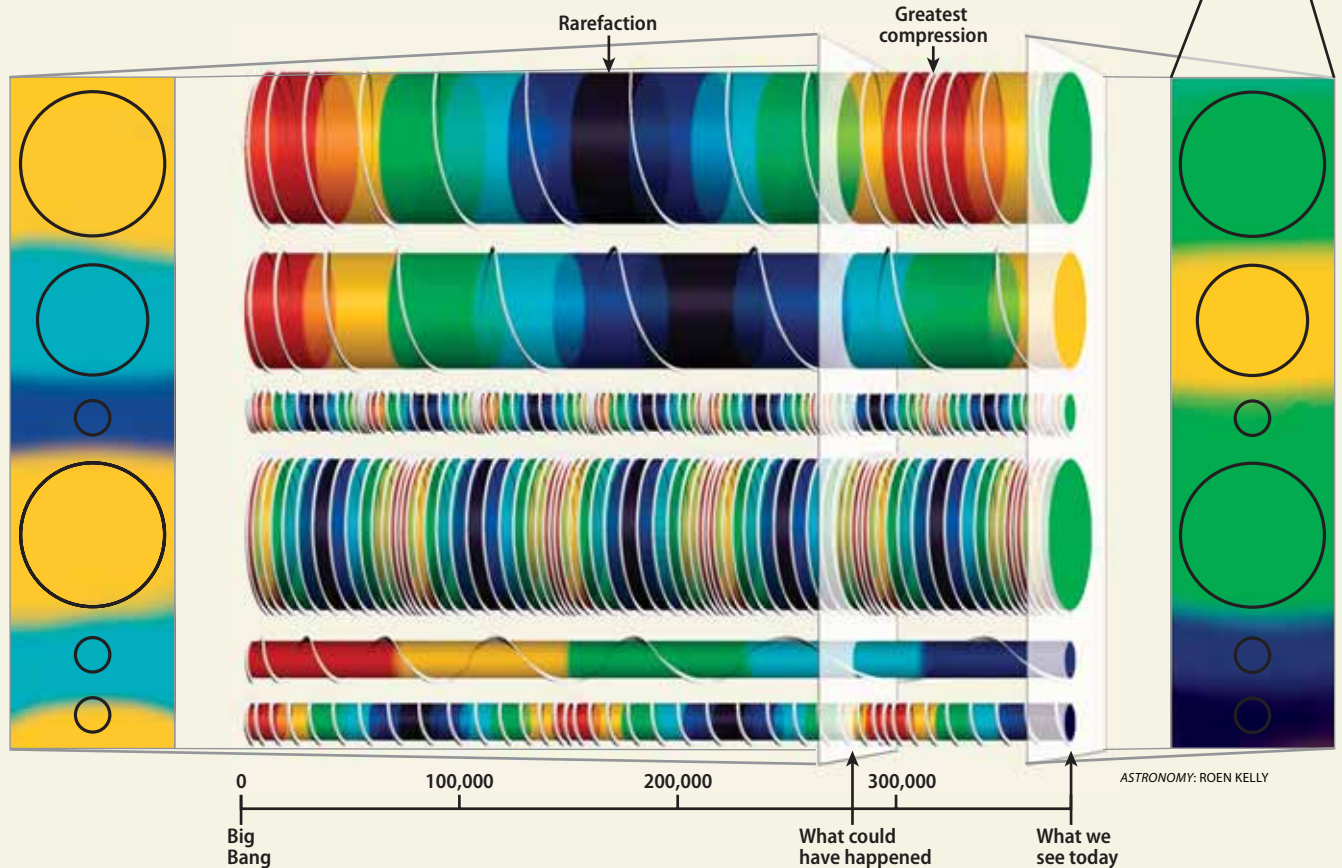 Rarefaction
Greatest
compression
0
100,000
200,000
300,000
ASTRONOMY: ROEN KELLY
Big
Bang
What could
have happened
What we
see today